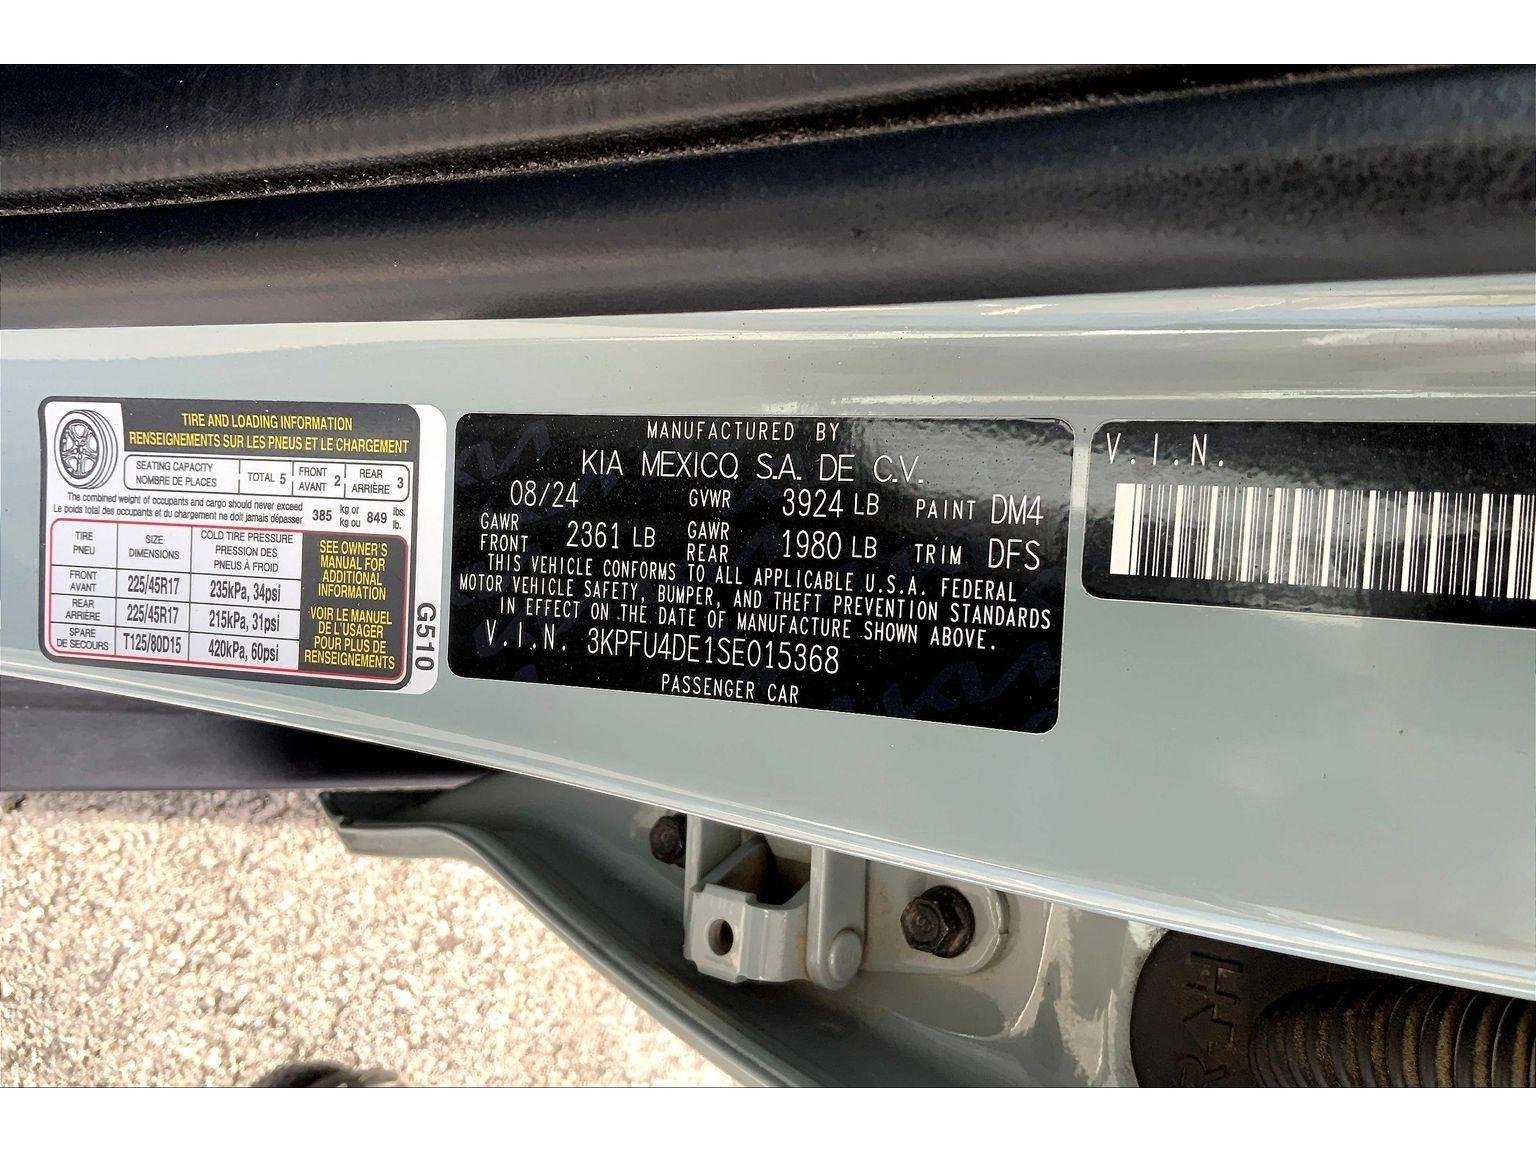 TIRE AND LOADING INFORMATION
RENSEIGNEMENTS SUR LES PNEUS ET LE CHARGEMENT
SEATING CAPACITY
NOMBRE DE PLACES
TOTAL 5
FRONT
AVANT 2
REAR
ARRIÈRE 3
The combined weight of occupants and cargo should never exceed
Le poids total des occupants et du chargement ne doit jamais dépasser
385 kg or
kg ou
849 lbs.
lb.
TIRE
PNEU
SIZE
DIMENSIONS
COLD TIRE PRESSURE
PRESSION DES
PNEUS À FROID
FRONT
AVANT
225/45R17
235kPa, 34psi
REAR
ARRIÈRE
225/45R17
215kPa, 31psi
SPARE
DE SECOURS
T125/80D15
420kPa, 60psi
SEE OWNER'S
MANUAL FOR
ADDITIONAL
INFORMATION
VOIR LE MANUEL
DE L'USAGER
POUR PLUS DE
RENSEIGNEMENTS
G510
MANUFACTURED BY
KIA MEXICO, S.A. DE C.V.
08/24 GVWR 3924 LB PAINT DM4
GAWR
FRONT 2361 LB
GAWR
REAR 1980 LB TRIM DFS
THIS VEHICLE CONFORMS TO ALL APPLICABLE U.S.A. FEDERAL
MOTOR VEHICLE SAFETY, BUMPER, AND THEFT PREVENTION STANDARDS
IN EFFECT ON THE DATE OF MANUFACTURE SHOWN ABOVE.
V.I.N. 3KPFU4DE1SE015368
PASSENGER CAR
V.I.N.